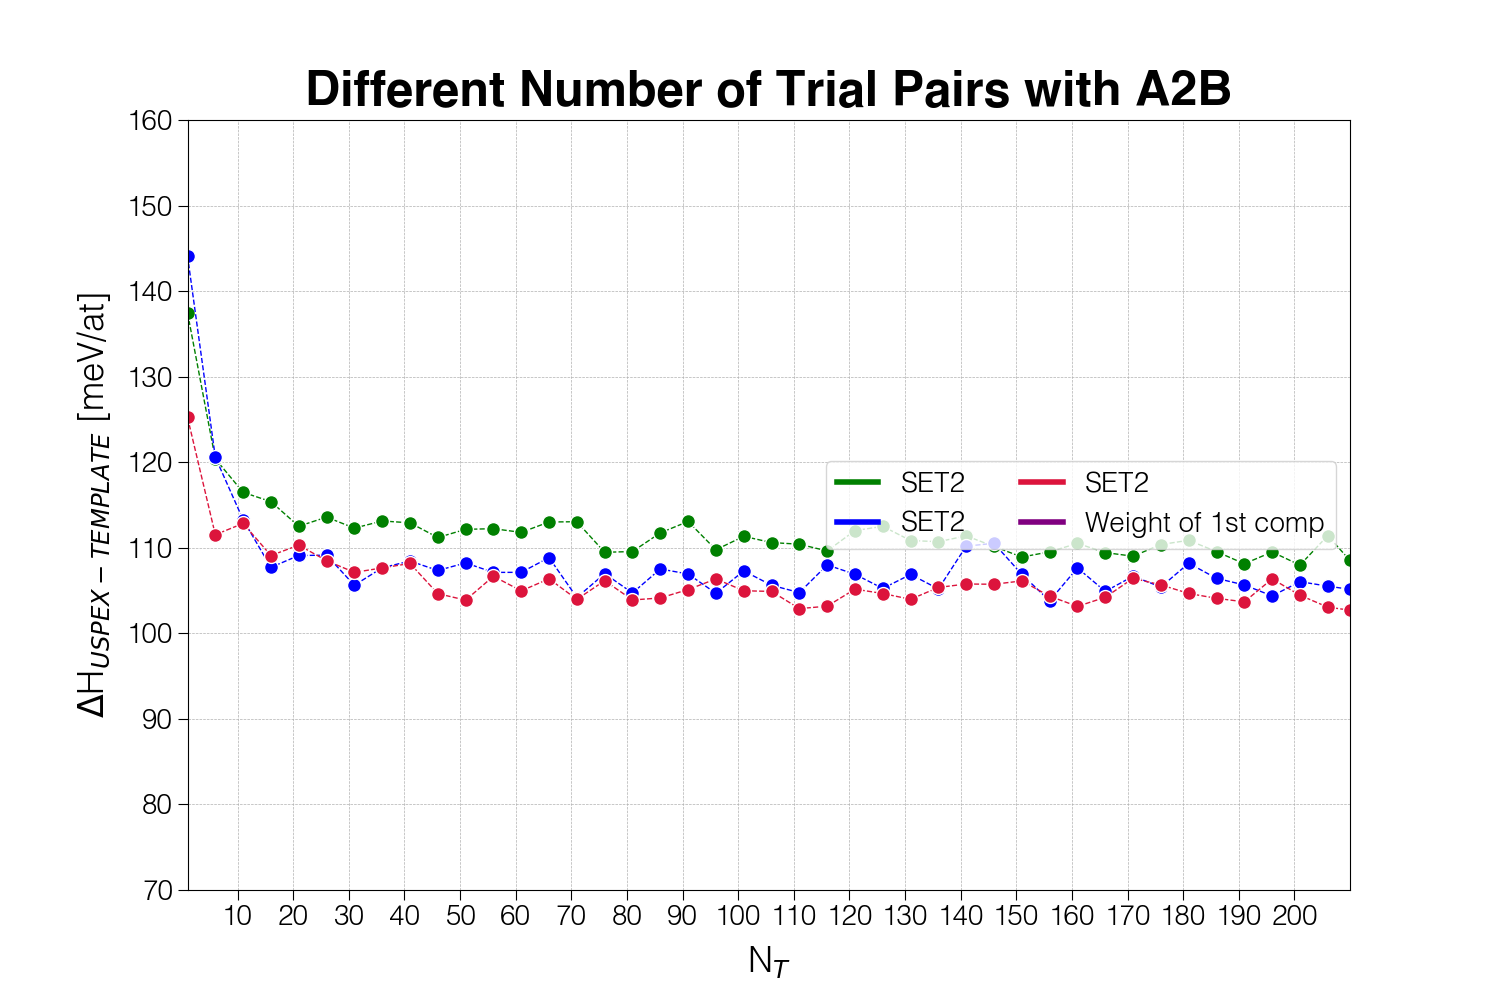 Different Number of Trial Pairs with A2B
160
150
140
130
120
110
100
90
80
70
ΔH_USPEX − TEMPLATE [meV/at]
SET2
SET2
SET2
Weight of 1st comp
10 20 30 40 50 60 70 80 90 100 110 120 130 140 150 160 170 180 190 200
N_T